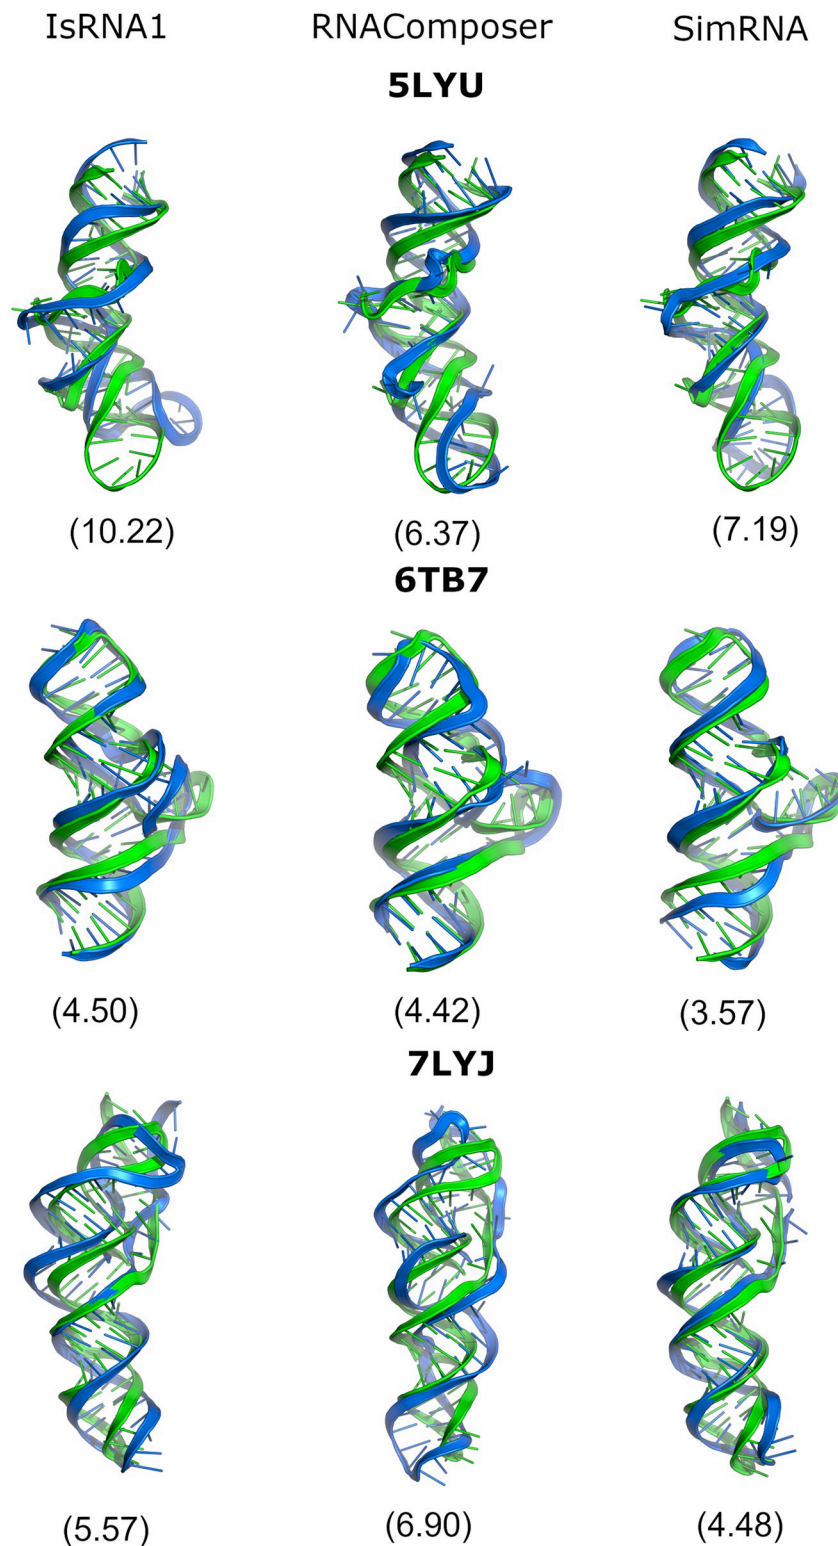 IsRNA1 RNAComposer SimRNA
5LYU
(10.22) (6.37) (7.19)
6TB7
(4.50) (4.42) (3.57)
7LYJ
(5.57) (6.90) (4.48)